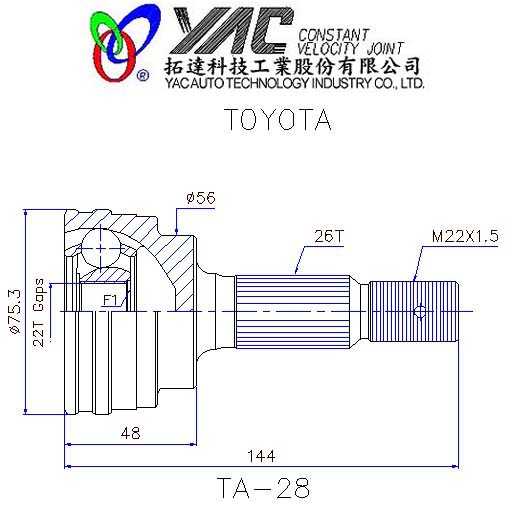 YAC CONSTANT
VELOCITY JOINT
®
拓達科技工業股份有限公司
YAC AUTO TECHNOLOGY INDUSTRY CO., LTD.
TOYOTA
ø56
26T
M22X1.5
ø75.3
22T Gaps
F1
48
144
TA-28